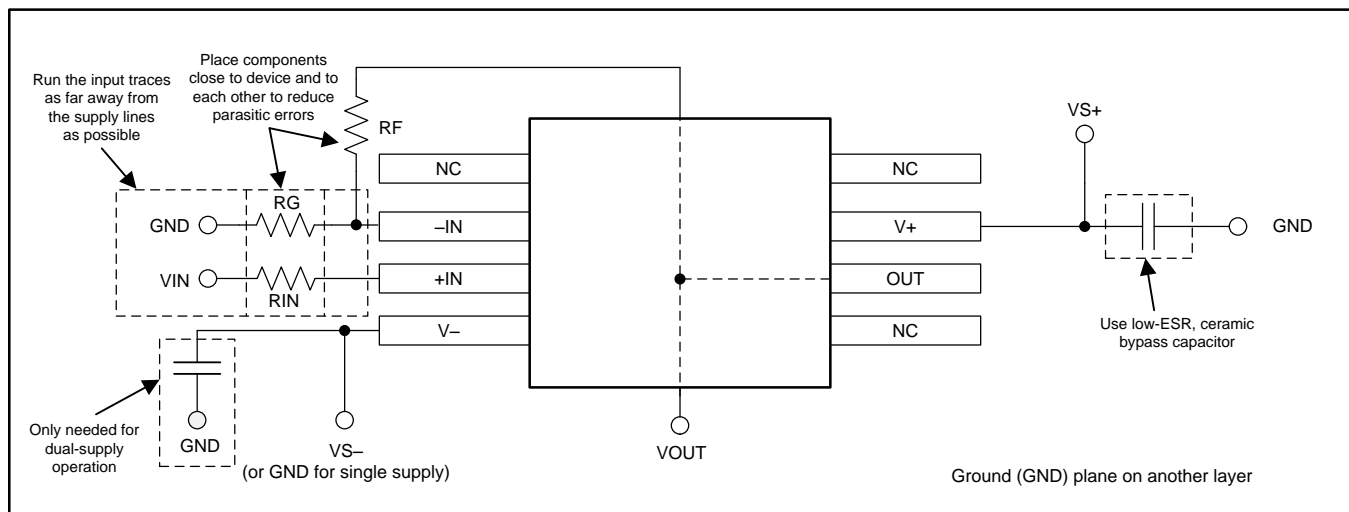 Run the input traces
as far away from
the supply lines
as possible
Place components
close to device and to
each other to reduce
parasitic errors
RF
VS+
NC
NC
RG
GND
–IN
V+
GND
VIN
RIN
+IN
OUT
V–
NC
Use low-ESR, ceramic
bypass capacitor
Only needed for
dual-supply
operation
GND
VS–
(or GND for single supply)
VOUT
Ground (GND) plane on another layer